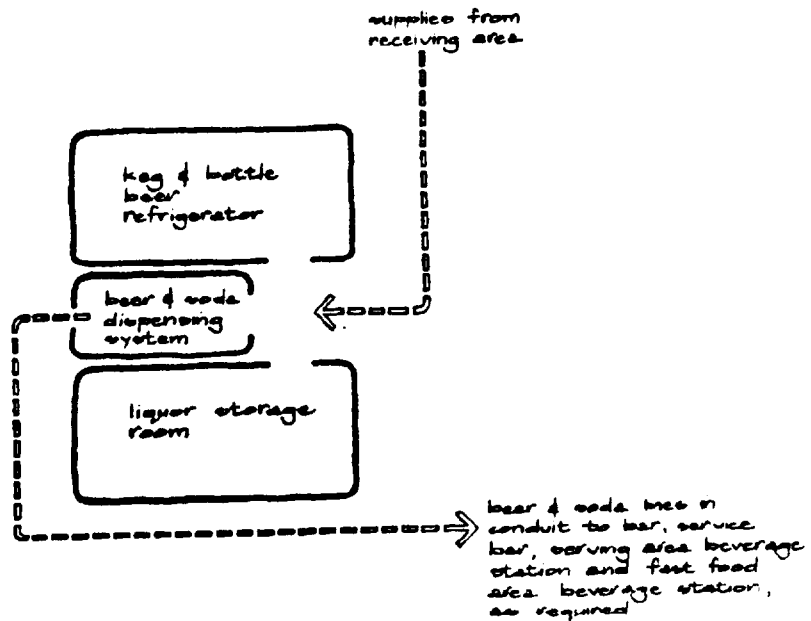 supplies from
receiving area
keg & bottle
beer
refrigerator
beer & soda
dispensing
system
liquor storage
room
beer & soda lines in
conduit to bar, service
bar, serving area beverage
station and fast food
area beverage station,
as required